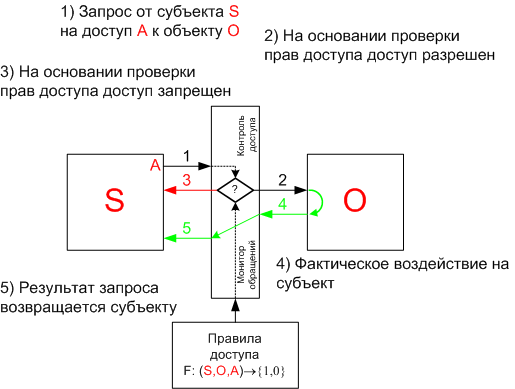 1) Запрос от субъекта S
на доступ A к объекту O
2) На основании проверки
прав доступа доступ разрешен
3) На основании проверки
прав доступа доступ запрещен
Контроль
доступа
A
1
S
3
?
2
O
4
5
Монитор
обращений
4) Фактическое воздействие на
субъект
5) Результат запроса
возвращается субъекту
Правила
доступа
F: (S,O,A)→{1,0}